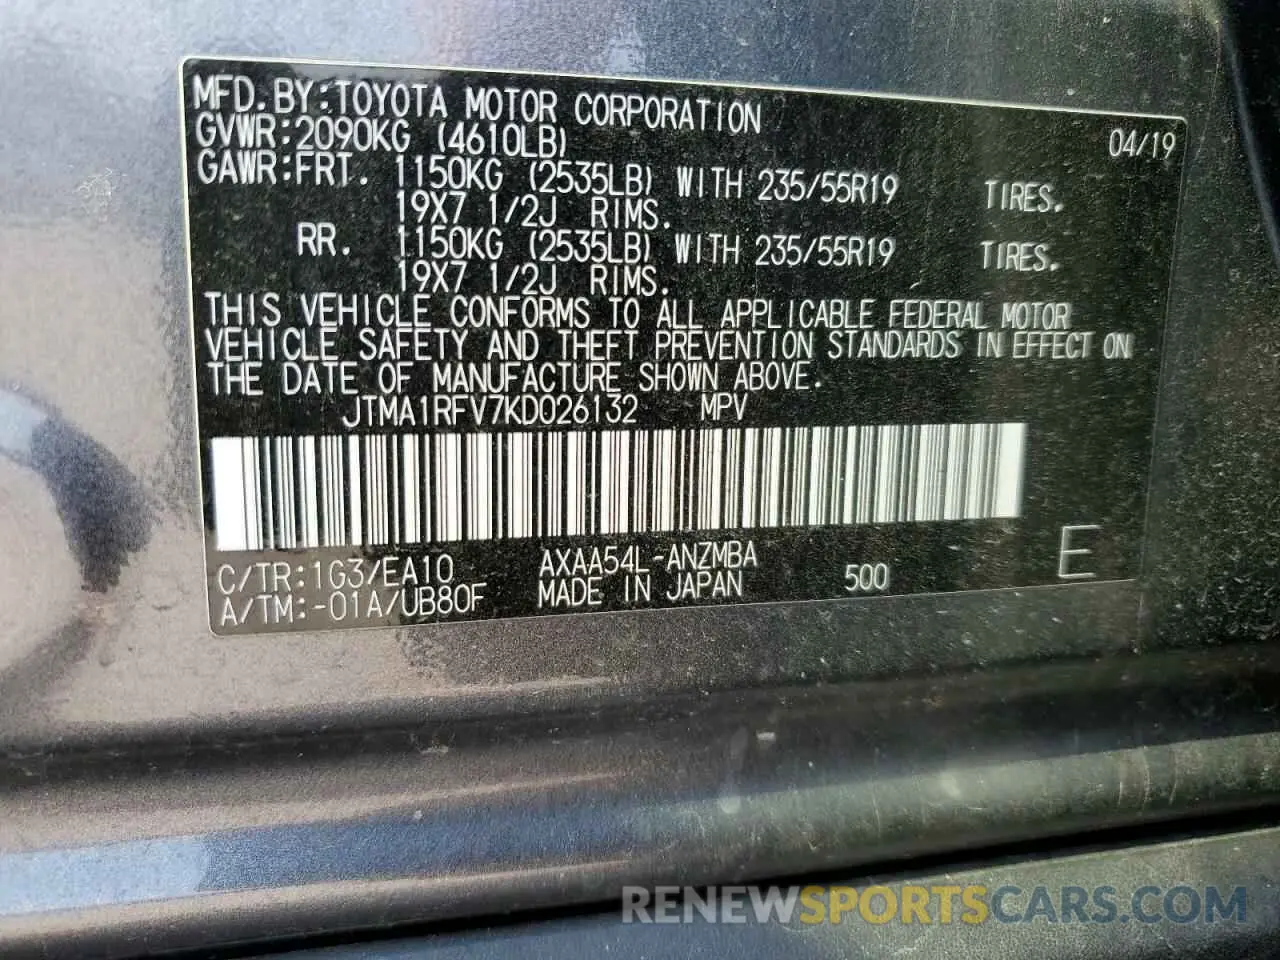 MFD.BY:TOYOTA MOTOR CORPORATION 04/19
GVWR:2090KG (4610LB)
GAWR:FRT. 1150KG (2535LB) WITH 235/55R19 TIRES.
19X7 1/2J RIMS.
RR. 1150KG (2535LB) WITH 235/55R19 TIRES.
19X7 1/2J RIMS.
THIS VEHICLE CONFORMS TO ALL APPLICABLE FEDERAL MOTOR
VEHICLE SAFETY AND THEFT PREVENTION STANDARDS IN EFFECT ON
THE DATE OF MANUFACTURE SHOWN ABOVE.
JTMA1RFV7KD026132 MPV
C/TR:1G3/EA10 AXAA54L-ANZMBA
A/TM:-01A/UB80F MADE IN JAPAN 500 E
RENEWSPORTSCARS.COM